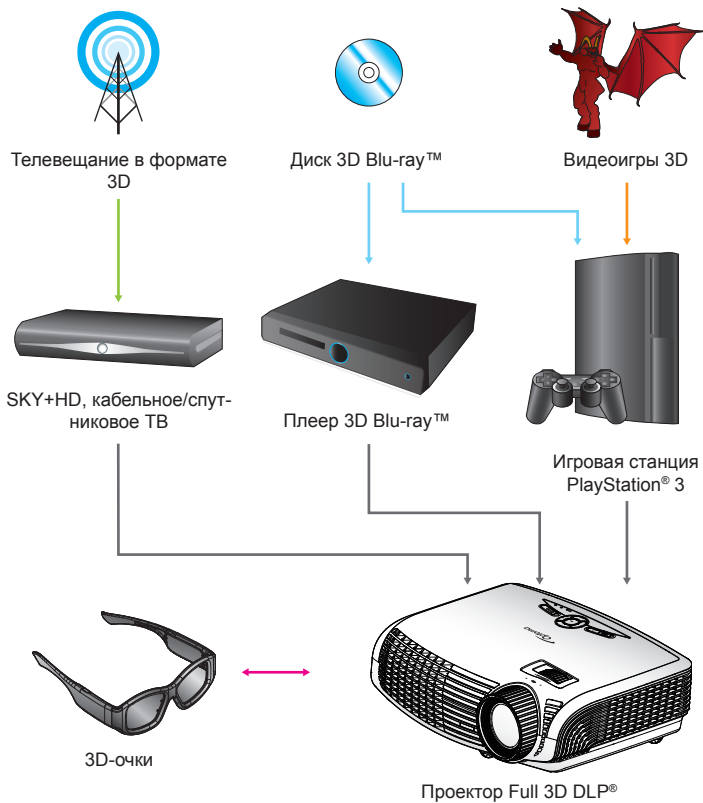 Телевещание в формате
3D
Диск 3D Blu-ray™
Видеоигры 3D
SKY+HD, кабельное/спут-
никовое ТВ
Плеер 3D Blu-ray™
Игровая станция
PlayStation® 3
Optoma
3D-очки
Проектор Full 3D DLP®